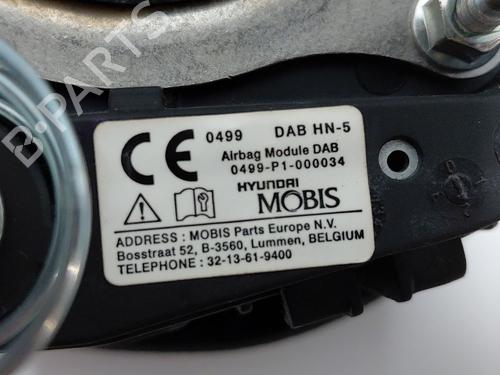 CE 0499 DAB HN-5
Airbag Module DAB
0499-P1-000034
HYUNDAI
MOBIS
ADDRESS : MOBIS Parts Europe N.V.
Bosstraat 52, B-3560, Lummen, BELGIUM
TELEPHONE : 32-13-61-9400
B-PARTS